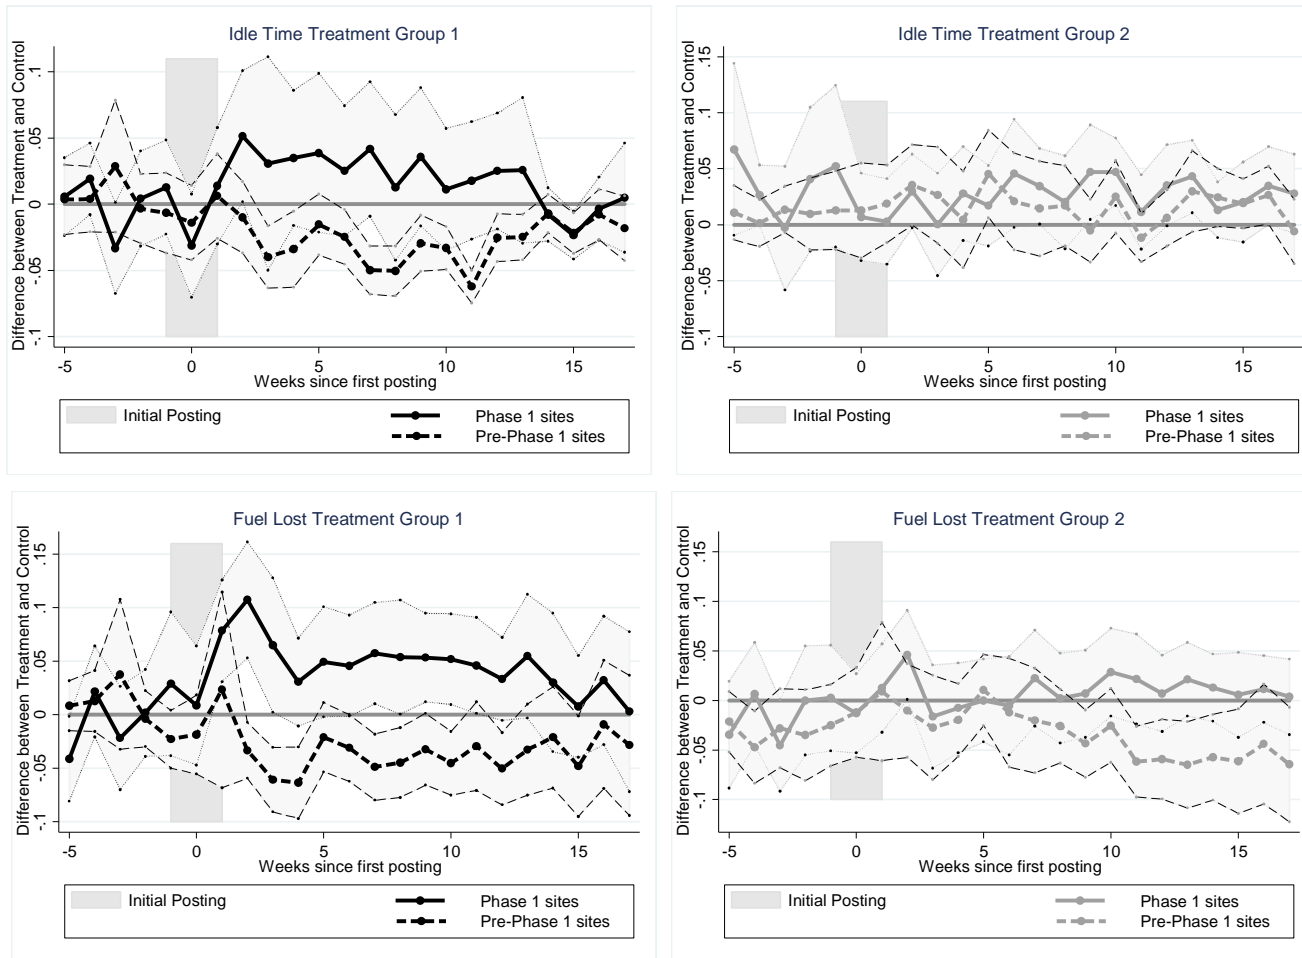 Idle Time Treatment Group 1
Difference between Treatment and Control
.1
.05
0
-.05
-.1
-5 0 5 10 15
Weeks since first posting
Initial Posting
Phase 1 sites
Pre-Phase 1 sites
Idle Time Treatment Group 2
Difference between Treatment and Control
.15
.1
.05
0
-.05
-.1
-5 0 5 10 15
Weeks since first posting
Initial Posting
Phase 1 sites
Pre-Phase 1 sites
Fuel Lost Treatment Group 1
Difference between Treatment and Control
.15
.1
.05
0
-.05
-.1
-5 0 5 10 15
Weeks since first posting
Initial Posting
Phase 1 sites
Pre-Phase 1 sites
Fuel Lost Treatment Group 2
Difference between Treatment and Control
.15
.1
.05
0
-.05
-.1
-5 0 5 10 15
Weeks since first posting
Initial Posting
Phase 1 sites
Pre-Phase 1 sites